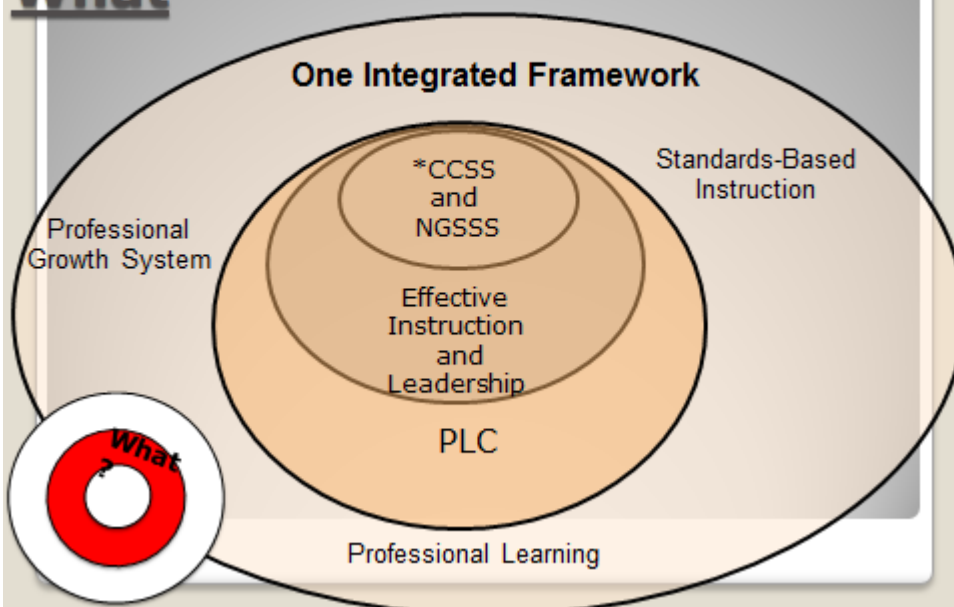 What
One Integrated Framework
*CCSS
and
NGSSS
Standards-Based
Instruction
Professional
Growth System
Effective
Instruction
and
Leadership
PLC
What
?
Professional Learning